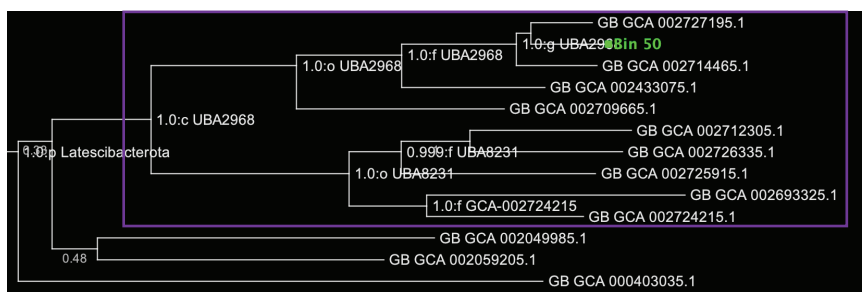 GB GCA 002727195.1
1.0:g UBA2968
Bin 50
1.0:f UBA2968
1.0:o UBA2968
GB GCA 002714465.1
GB GCA 002433075.1
GB GCA 002709665.1
1.0:c UBA2968
GB GCA 002712305.1
1.0:p Latescibacterota
0.999:f UBA8231
GB GCA 002726335.1
1.0:o UBA8231
GB GCA 002725915.1
GB GCA 002693325.1
1.0:f GCA-002724215
GB GCA 002724215.1
GB GCA 002049985.1
0.48
GB GCA 002059205.1
GB GCA 000403035.1